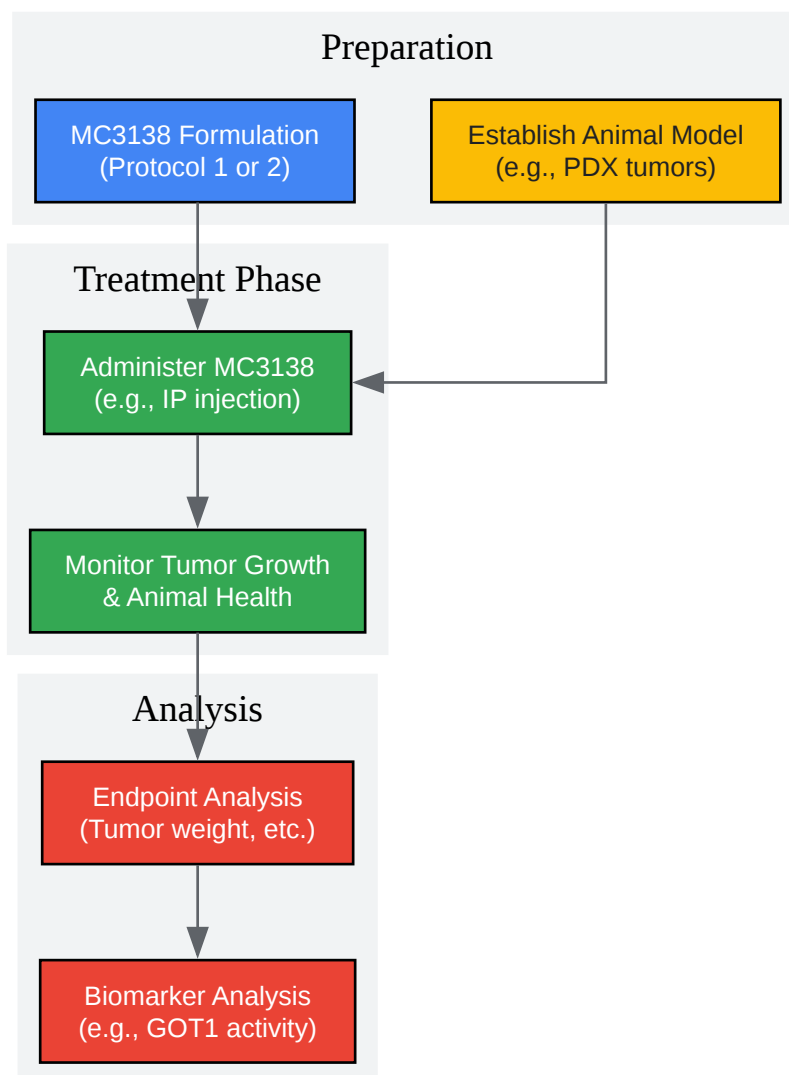 Preparation
MC3138 Formulation
(Protocol 1 or 2)
Establish Animal Model
(e.g., PDX tumors)
Treatment Phase
Administer MC3138
(e.g., IP injection)
Monitor Tumor Growth
& Animal Health
Analysis
Endpoint Analysis
(Tumor weight, etc.)
Biomarker Analysis
(e.g., GOT1 activity)